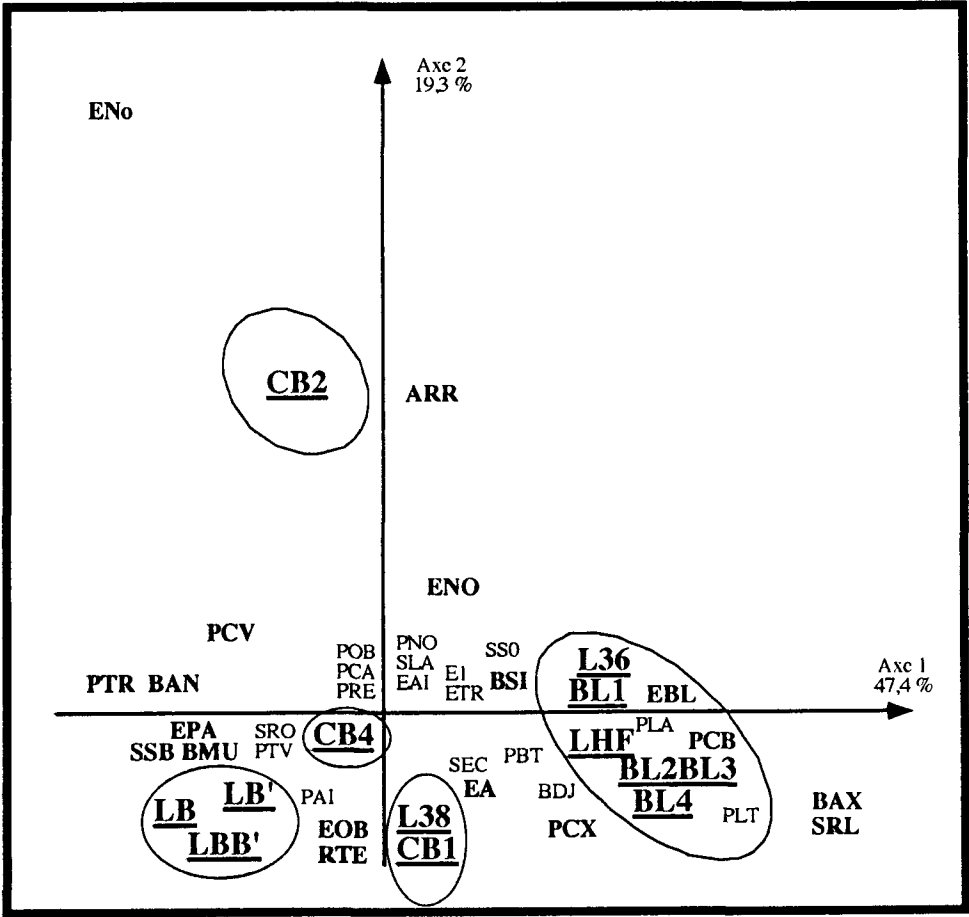 Axe 2
19,3 %
ENo
CB2
ARR
ENO
PCV
POB
PCA
PRE
PNO
SLA
EAI
E1
ETR
SSO
BSI
L36
BL1
EBL
Axe 1
47,4 %
PTR BAN
EPA
SSB BMU
SRO
PTV
CB4
LHF
PLA
PCB
BL2BL3
BL4
PLT
BAX
SRL
SEC
EA
PBT
BDJ
PCX
LB'
LB
LBB'
PAI
EOB
RTE
L38
CB1